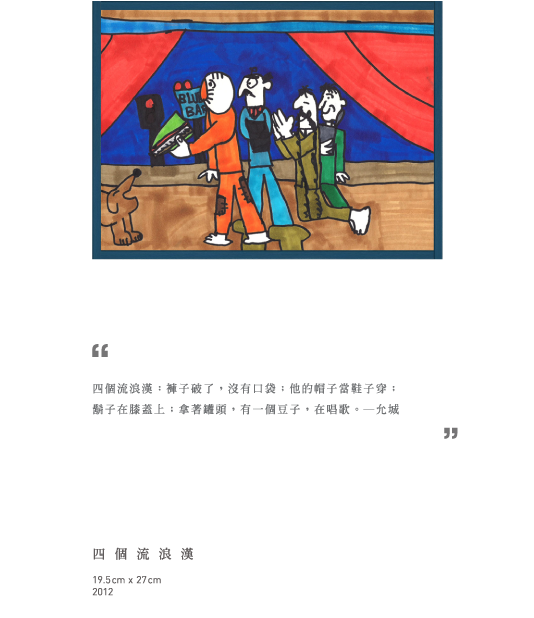 BLUE
BAR
“
四個流浪漢：褲子破了，沒有口袋；他的帽子當鞋子穿；
鬍子在膝蓋上；拿著罐頭，有一個豆子，在唱歌。—允城
”
四個流浪漢
19.5cm x 27cm
2012